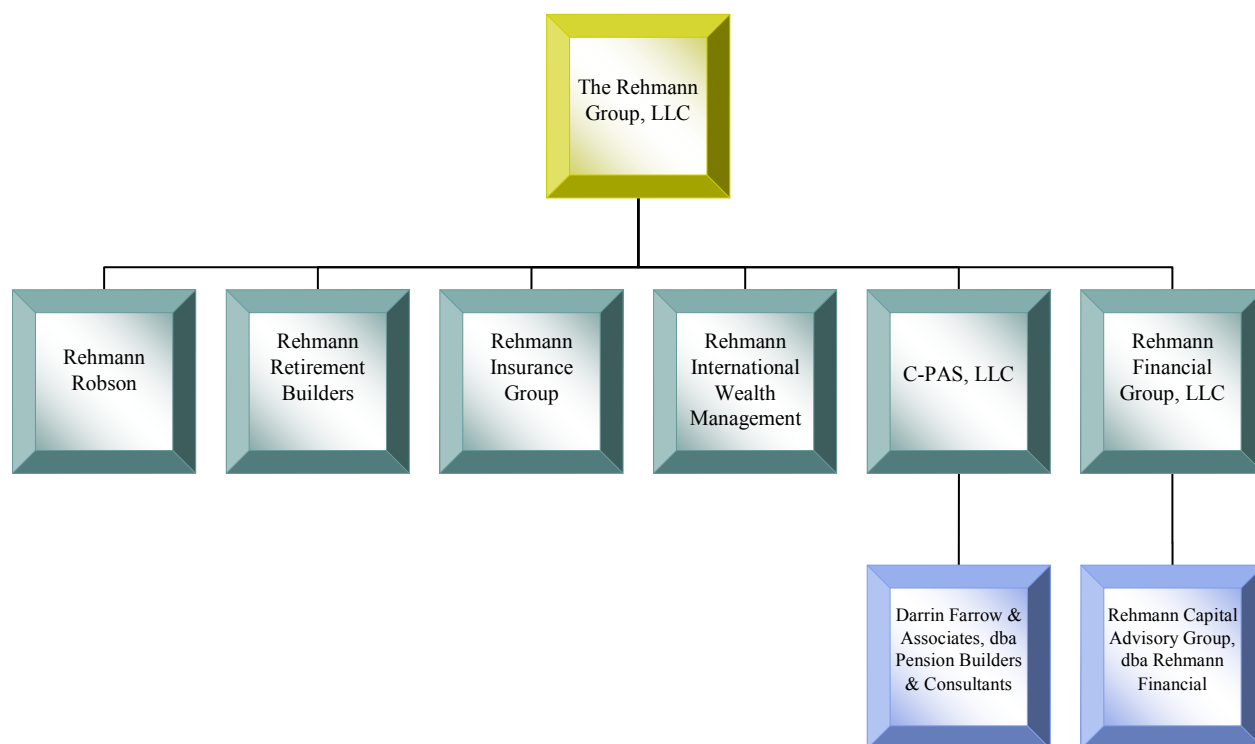 The Rehmann
Group, LLC
Rehmann
Robson
Rehmann
Retirement
Builders
Rehmann
Insurance
Group
Rehmann
International
Wealth
Management
C-PAS, LLC
Rehmann
Financial
Group, LLC
Darrin Farrow &
Associates, dba
Pension Builders
& Consultants
Rehmann Capital
Advisory Group,
dba Rehmann
Financial